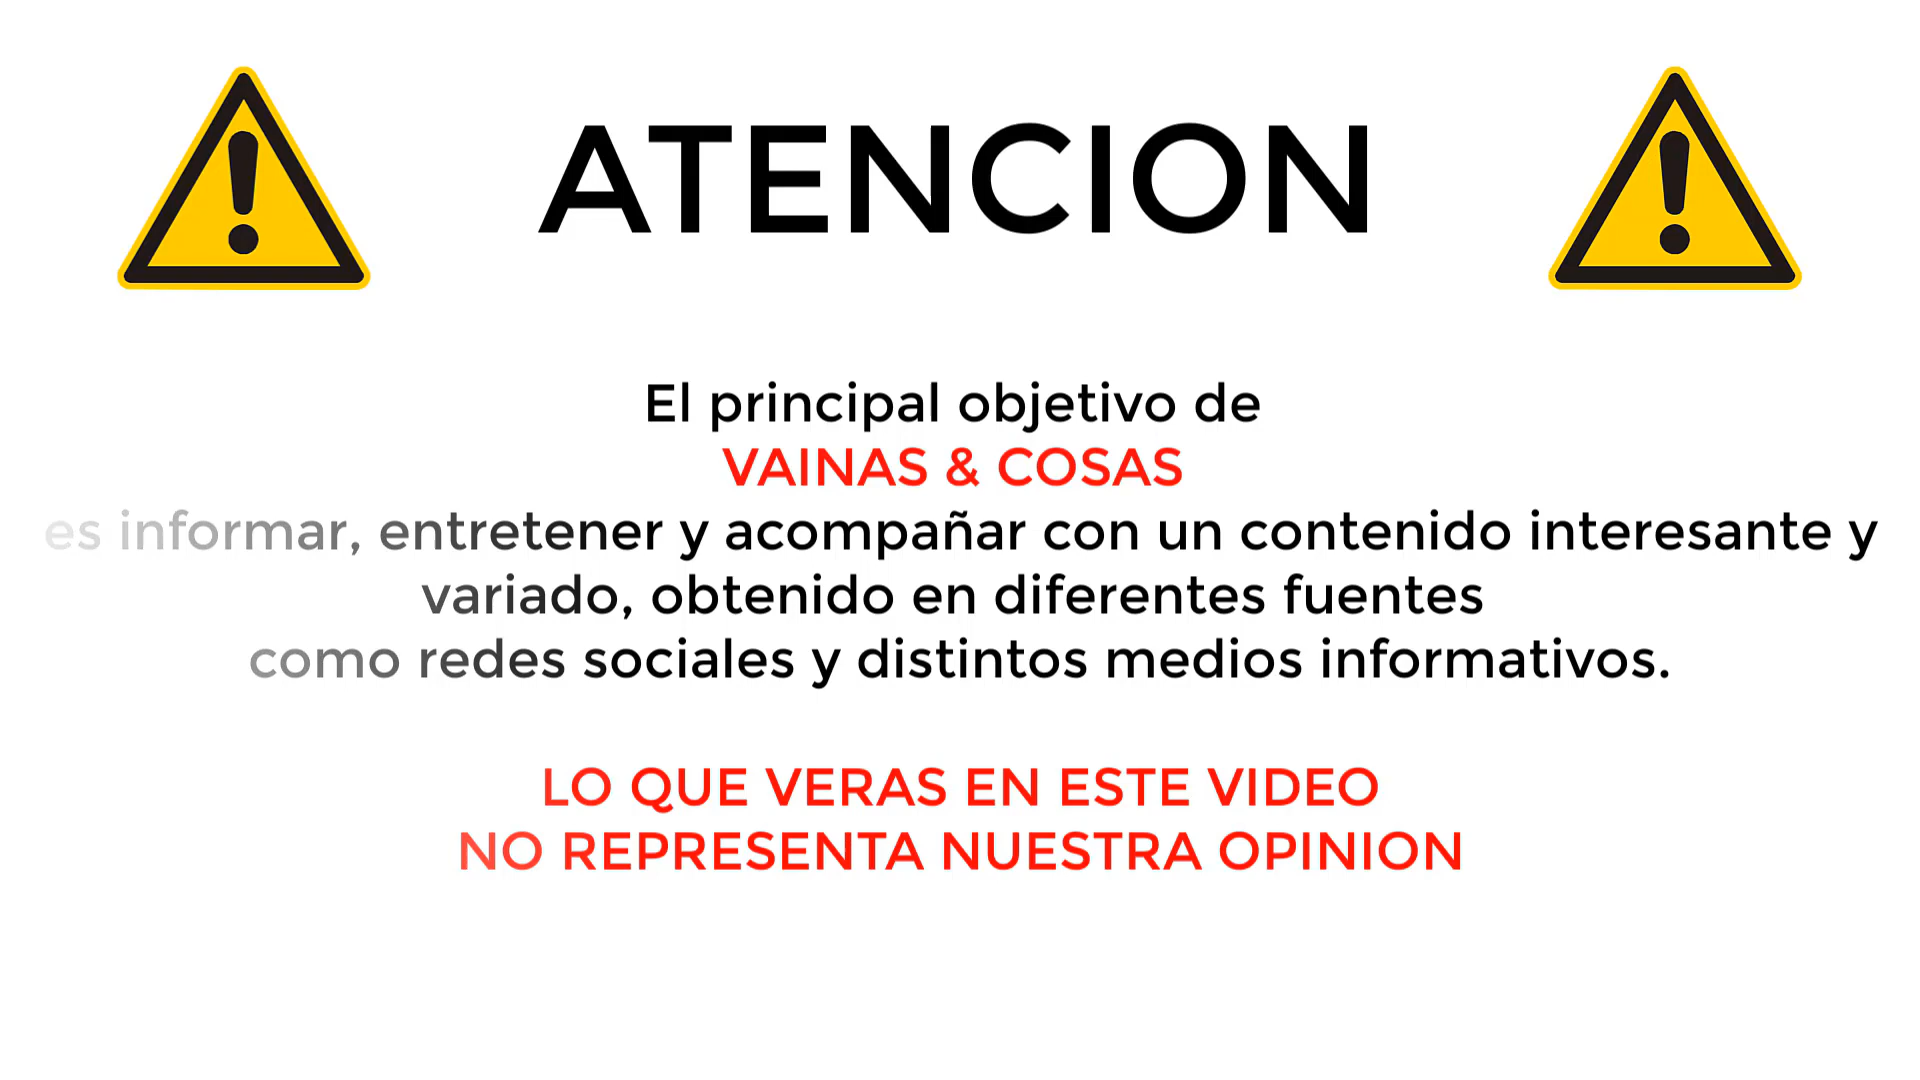 ATENCION
El principal objetivo de
VAINAS & COSAS
es informar, entretener y acompañar con un contenido interesante y
variado, obtenido en diferentes fuentes
como redes sociales y distintos medios informativos.
LO QUE VERAS EN ESTE VIDEO
NO REPRESENTA NUESTRA OPINION